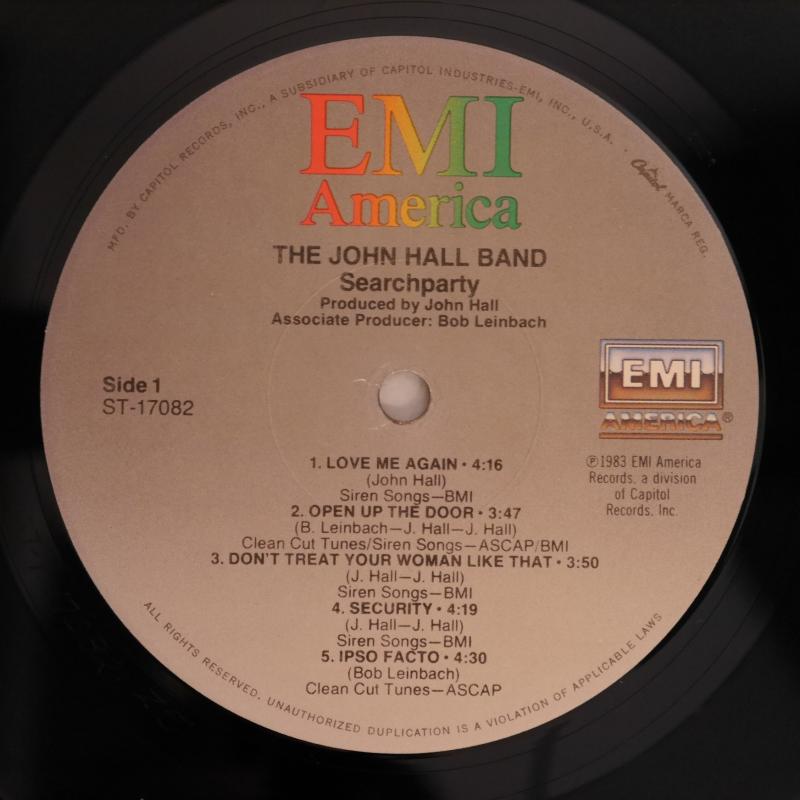 MFD. BY CAPITOL RECORDS, INC., A SUBSIDIARY OF CAPITOL INDUSTRIES-EMI, INC., U.S.A. · Capitol MARCA REG.
EMI
America
THE JOHN HALL BAND
Searchparty
Produced by John Hall
Associate Producer: Bob Leinbach
Side 1
ST-17082
EMI
AMERICA®
℗1983 EMI America
Records, a division
of Capitol
Records, Inc.
1. LOVE ME AGAIN • 4:16
(John Hall)
Siren Songs—BMI
2. OPEN UP THE DOOR • 3:47
(B. Leinbach—J. Hall—J. Hall)
Clean Cut Tunes/Siren Songs—ASCAP/BMI
3. DON'T TREAT YOUR WOMAN LIKE THAT • 3:50
(J. Hall—J. Hall)
Siren Songs—BMI
4. SECURITY • 4:19
(J. Hall—J. Hall)
Siren Songs—BMI
5. IPSO FACTO • 4:30
(Bob Leinbach)
Clean Cut Tunes—ASCAP
ALL RIGHTS RESERVED. UNAUTHORIZED DUPLICATION IS A VIOLATION OF APPLICABLE LAWS